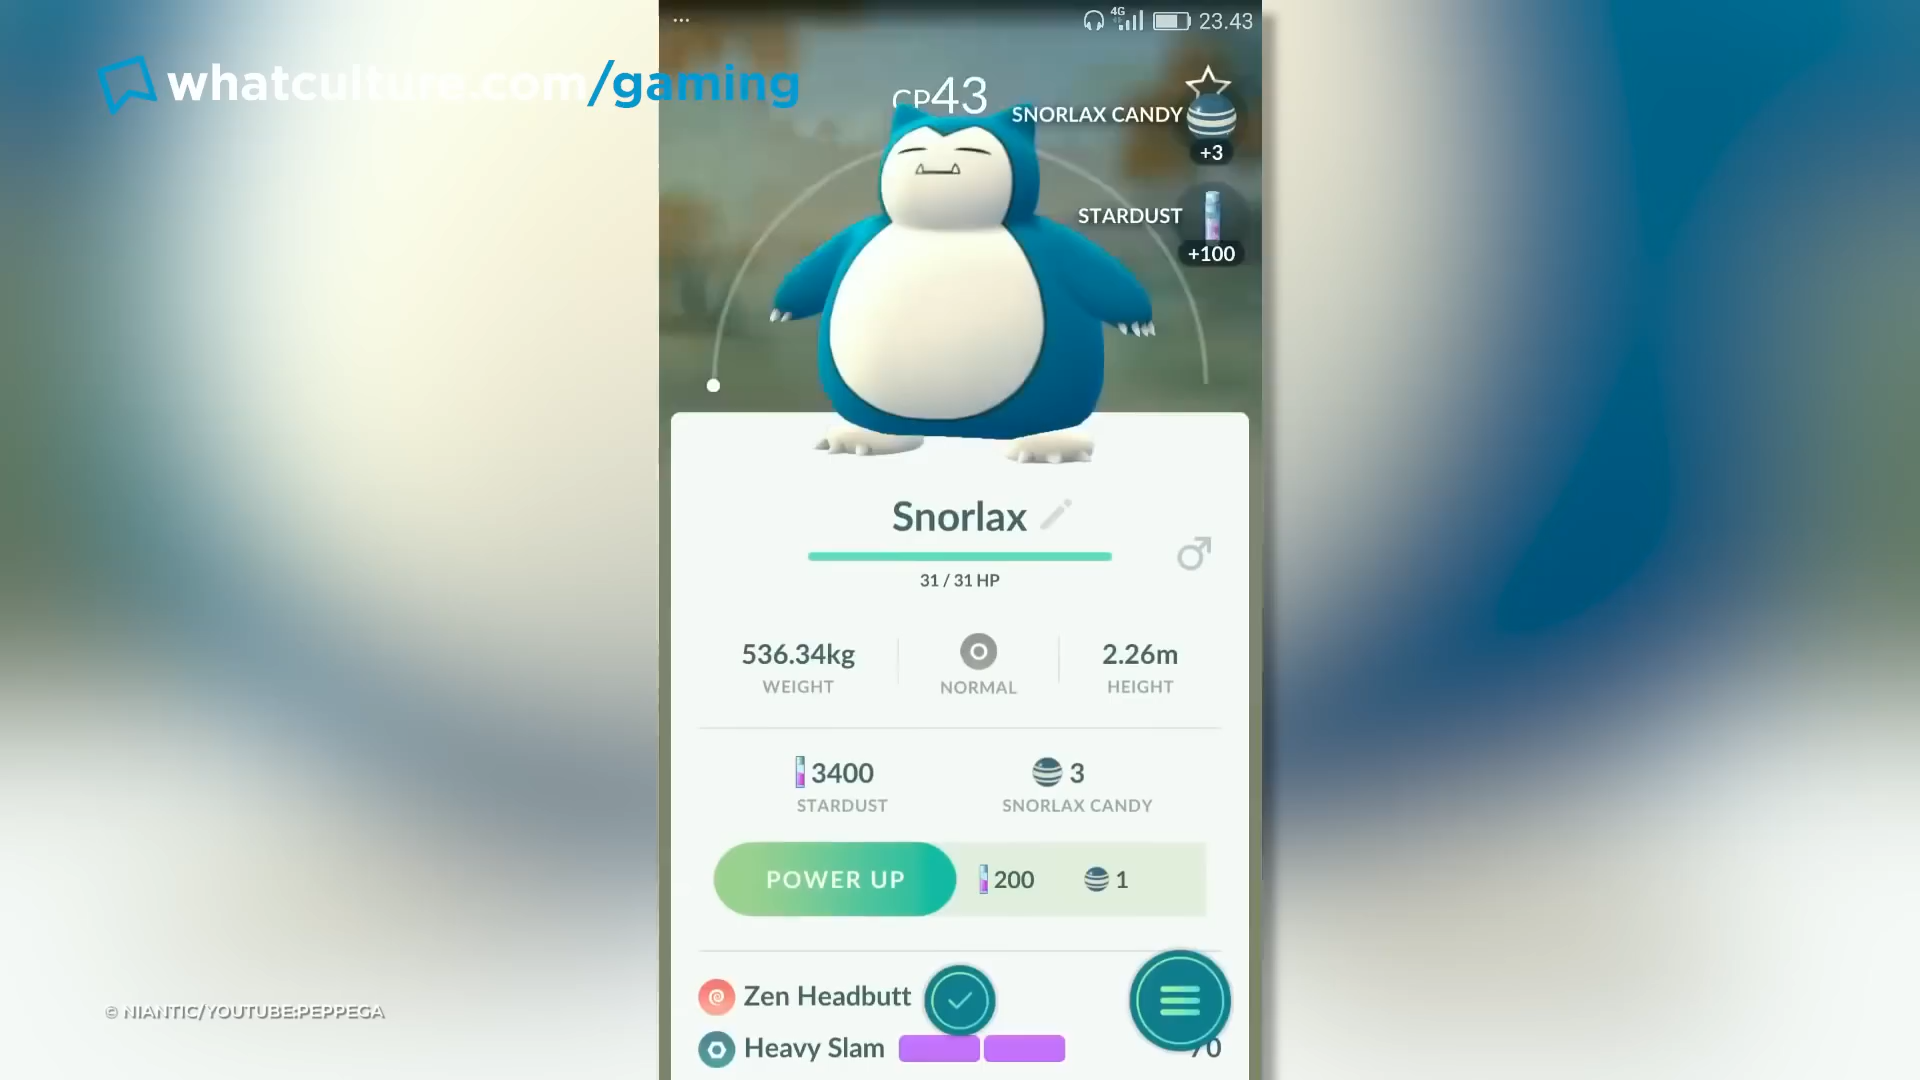 ... 4G 23.43
whatculture.com/gaming
CP43
SNORLAX CANDY
+3
STARDUST
+100
Snorlax
31 / 31 HP
536.34kg
WEIGHT
NORMAL
2.26m
HEIGHT
3400
STARDUST
3
SNORLAX CANDY
POWER UP 200 1
Zen Headbutt
Heavy Slam 70
© NIANTIC/YOUTUBE:PEPPEGA